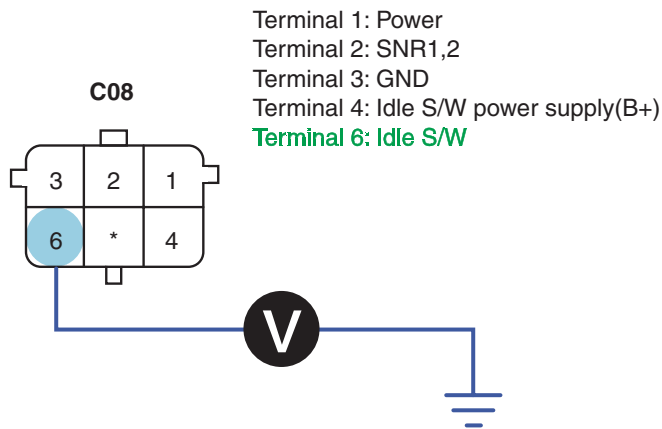 Terminal 1: Power
Terminal 2: SNR1,2
Terminal 3: GND
Terminal 4: Idle S/W power supply(B+)
Terminal 6: Idle S/W
C08
3 2 1
6 * 4
V